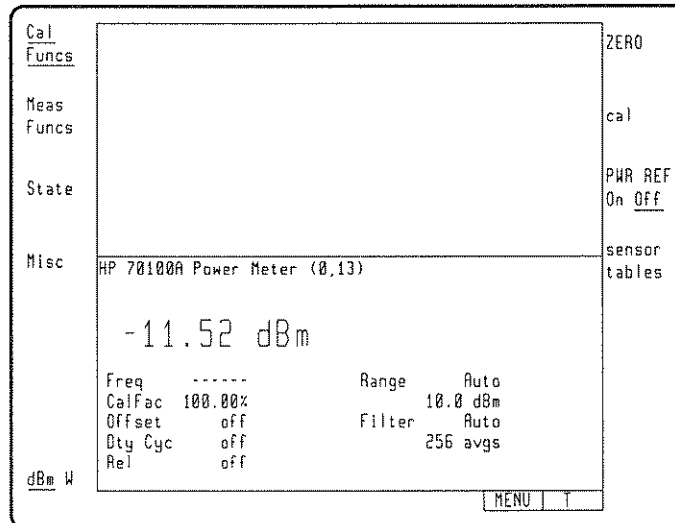 Cal
Funcs
Meas
Funcs
State
Misc
dBm W
ZERO
cal
PWR REF
On Off
sensor
tables
HP 70100A Power Meter (0,13)
-11.52 dBm
Freq ------
CalFac 100.00%
Offset off
Dty Cyc off
Rel off
Range Auto
10.0 dBm
Filter Auto
256 avgs
MENU T